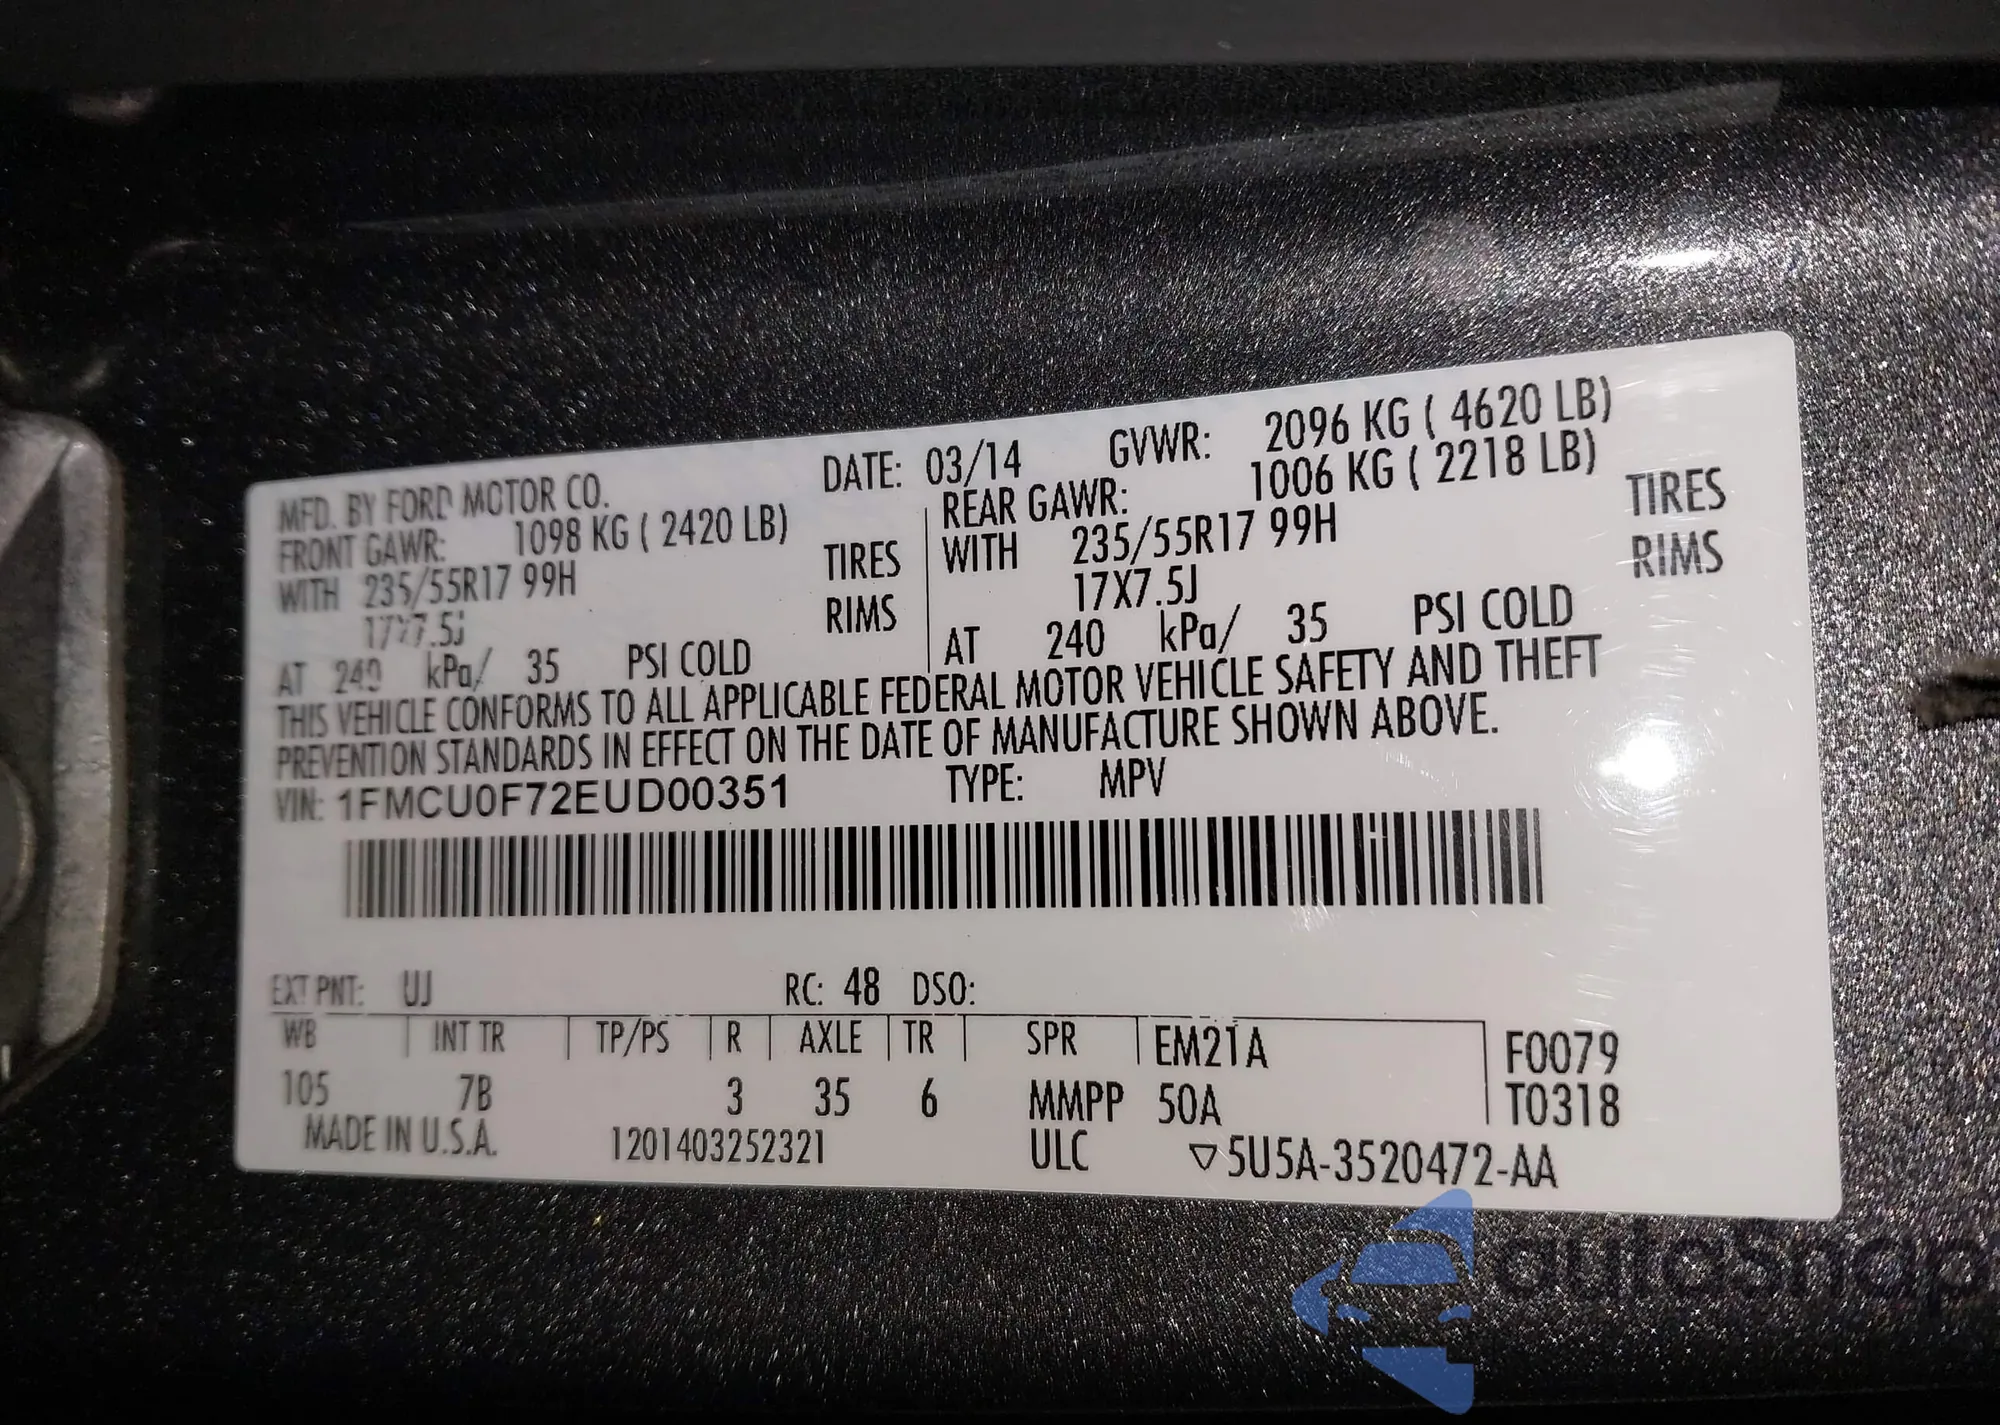 MFD. BY FORD MOTOR CO. DATE: 03/14 GVWR: 2096 KG ( 4620 LB)
FRONT GAWR: 1098 KG ( 2420 LB) REAR GAWR: 1006 KG ( 2218 LB)
WITH 235/55R17 99H TIRES WITH 235/55R17 99H TIRES
17X7.5J RIMS 17X7.5J RIMS
AT 240 kPa/ 35 PSI COLD AT 240 kPa/ 35 PSI COLD
THIS VEHICLE CONFORMS TO ALL APPLICABLE FEDERAL MOTOR VEHICLE SAFETY AND THEFT
PREVENTION STANDARDS IN EFFECT ON THE DATE OF MANUFACTURE SHOWN ABOVE.
VIN: 1FMCU0F72EUD00351 TYPE: MPV
EXT PNT: UJ RC: 48 DSO:
WB INT TR TP/PS R AXLE TR SPR EM21A F0079
105 7B 3 35 6 MMPP 50A T0318
MADE IN U.S.A. 1201403252321 ULC ▽5U5A-3520472-AA
autosnap